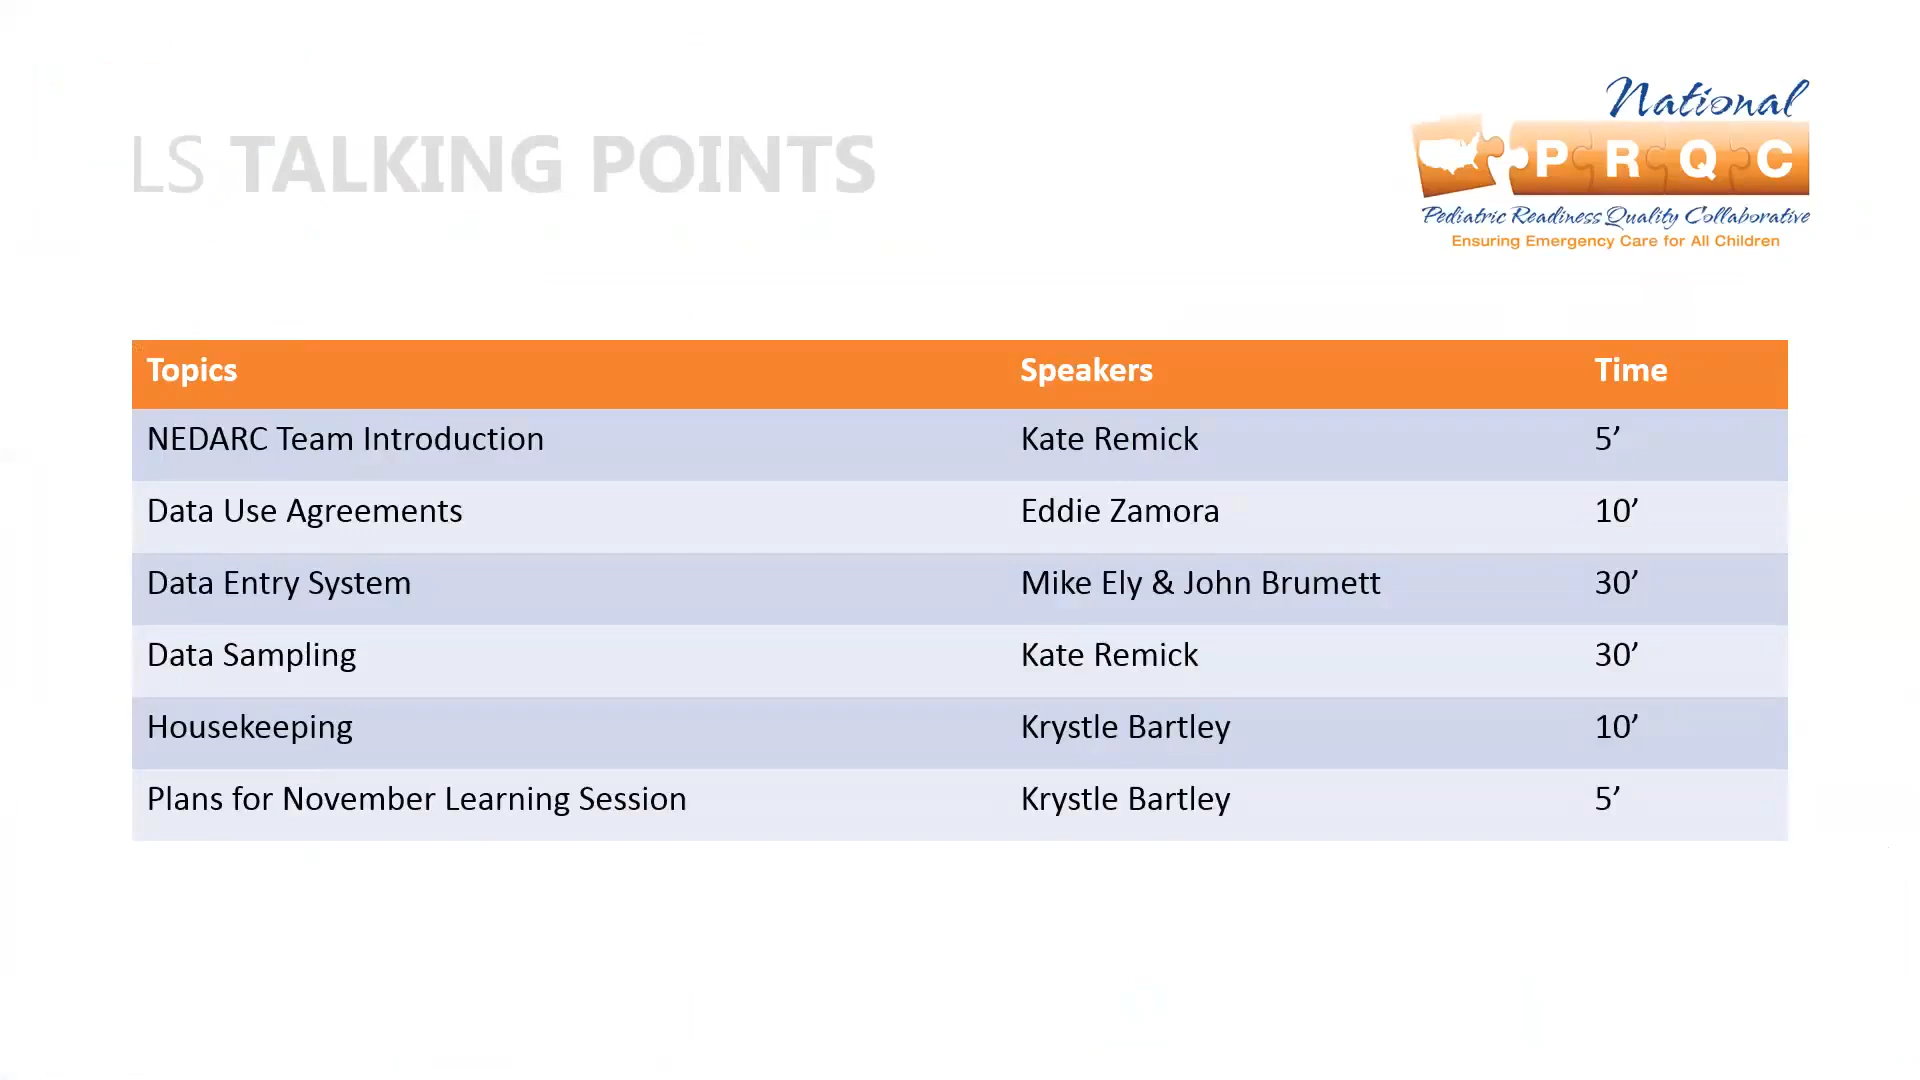 LS TALKING POINTS
National
PRQC
Pediatric Readiness Quality Collaborative
Ensuring Emergency Care for All Children
Topics Speakers Time
NEDARC Team Introduction Kate Remick 5’
Data Use Agreements Eddie Zamora 10’
Data Entry System Mike Ely & John Brumett 30’
Data Sampling Kate Remick 30’
Housekeeping Krystle Bartley 10’
Plans for November Learning Session Krystle Bartley 5’